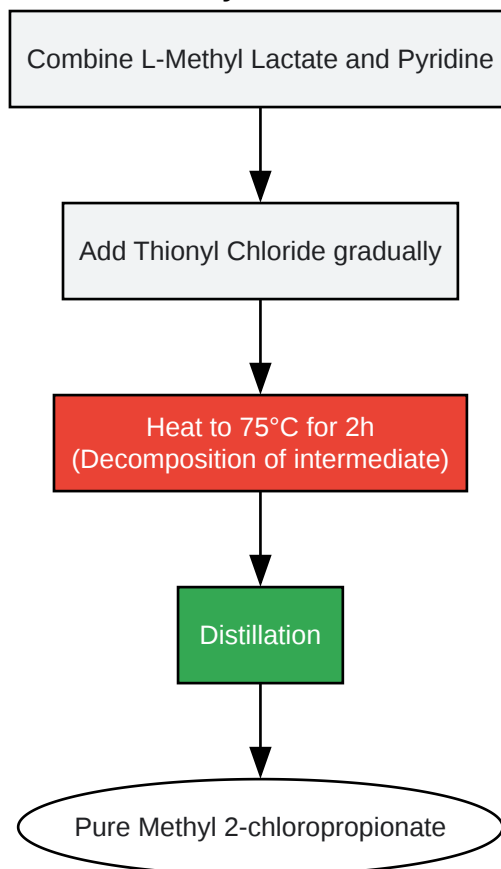 Combine L-Methyl Lactate and Pyridine
Add Thionyl Chloride gradually
Heat to 75°C for 2h
(Decomposition of intermediate)
Distillation
Pure Methyl 2-chloropropionate